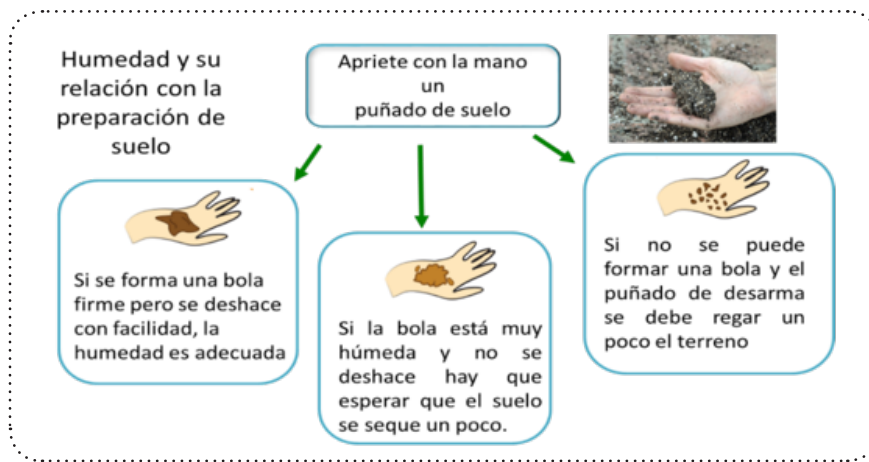 Humedad y su
relación con la
preparación de
suelo
Apriete con la mano
un
puñado de suelo
Si se forma una bola
firme pero se deshace
con facilidad, la
humedad es adecuada
Si la bola está muy
húmeda y no se
deshace hay que
esperar que el suelo
se seque un poco.
Si no se puede
formar una bola y el
puñado de desarma
se debe regar un
poco el terreno